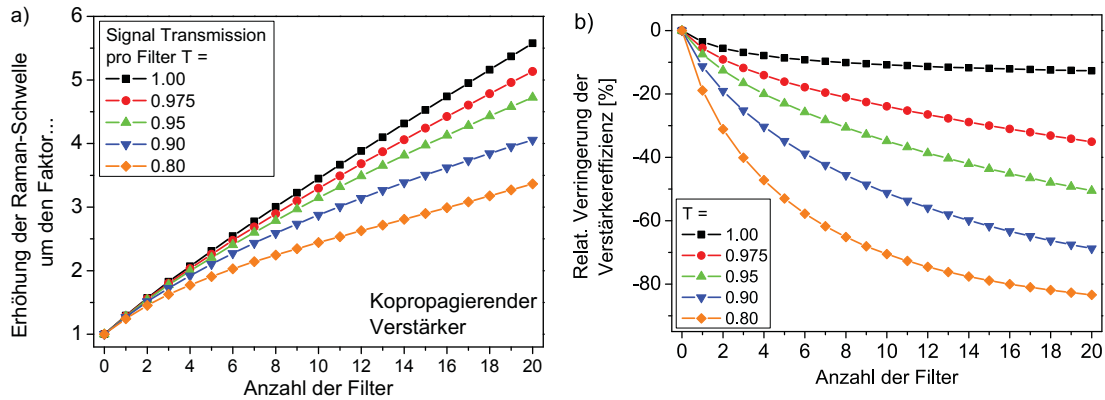 a)
Erhöhung der Raman-Schwelle
um den Faktor...
6
5
4
3
2
1
Signal Transmission
pro Filter T =
1.00
0.975
0.95
0.90
0.80
Kopropagierender
Verstärker
0 2 4 6 8 10 12 14 16 18 20
Anzahl der Filter
b)
Relat. Verringerung der
Verstärkereffizienz [%]
0
-20
-40
-60
-80
T =
1.00
0.975
0.95
0.90
0.80
0 2 4 6 8 10 12 14 16 18 20
Anzahl der Filter